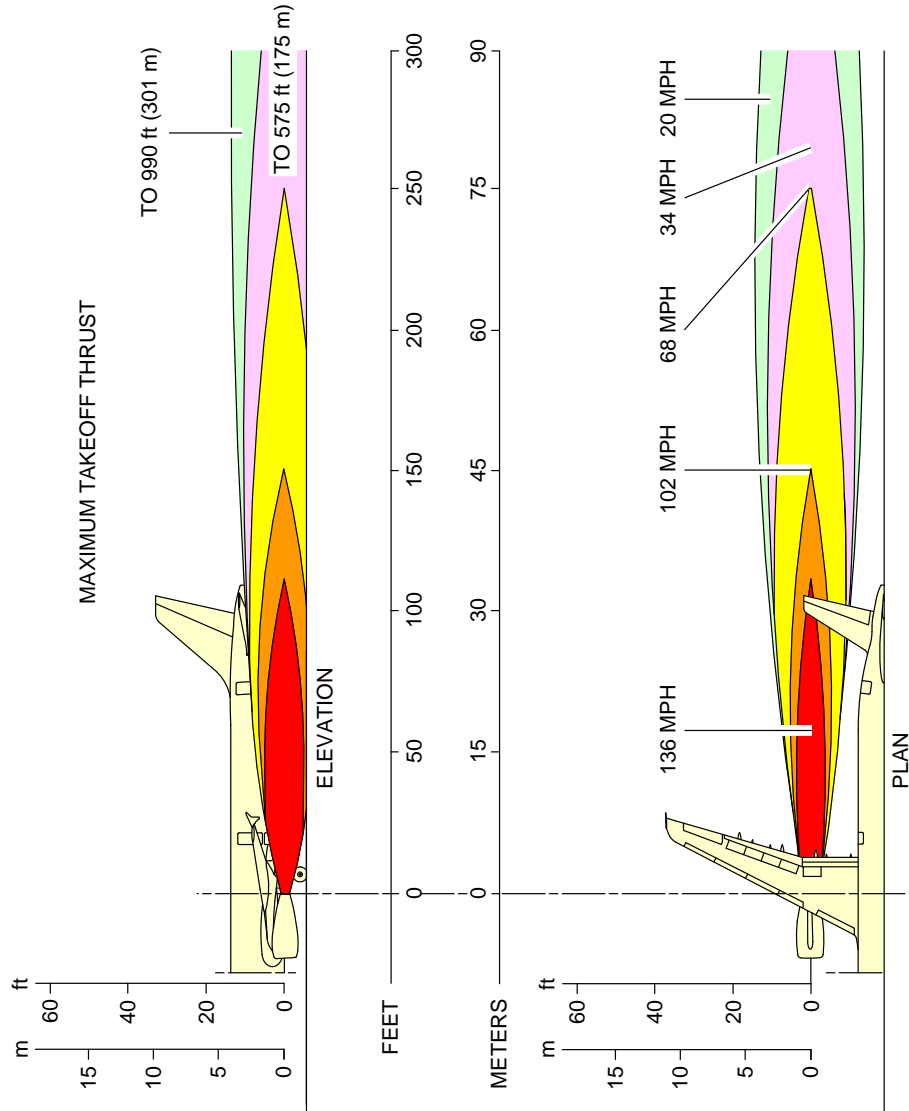 m
ft
MAXIMUM TAKEOFF THRUST
60
15
40
10
TO 990 ft (301 m)
20
5
0
0
TO 575 ft (175 m)
ELEVATION
FEET
0 50 100 150 200 250 300
METERS
0 15 30 45 60 75 90
m
ft
60
15
40
10
136 MPH 102 MPH 68 MPH 34 MPH 20 MPH
20
5
0
0
PLAN